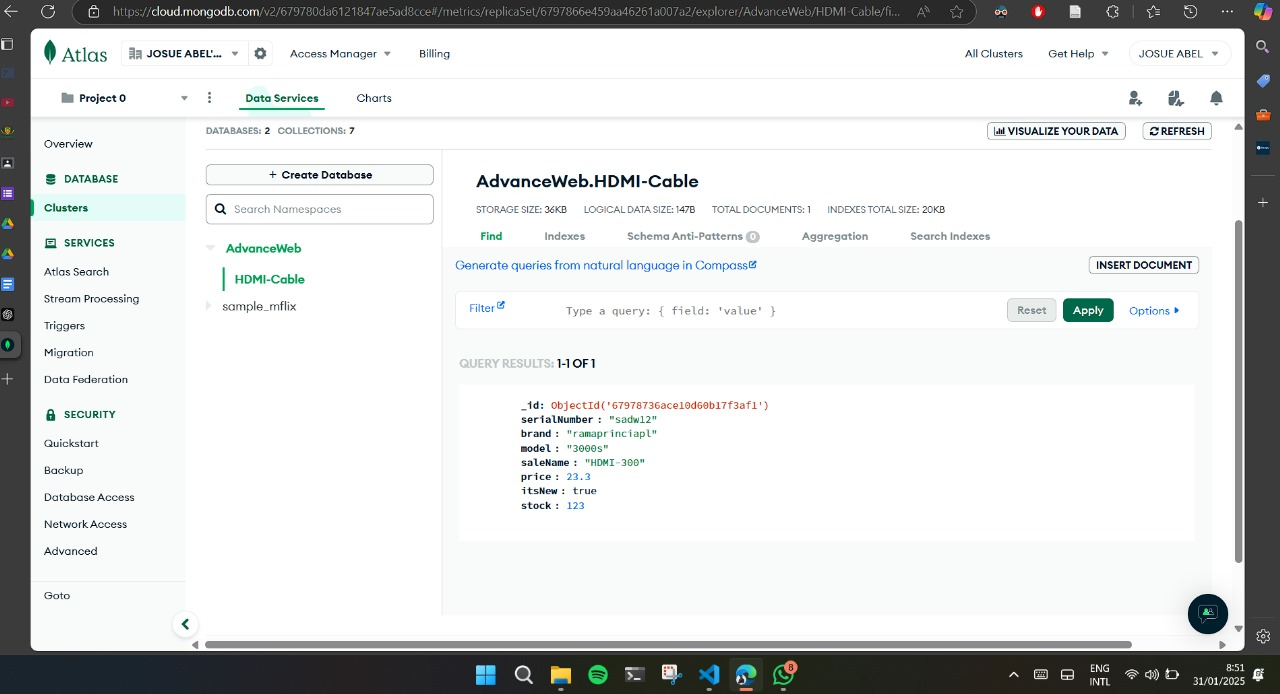 https://cloud.mongodb.com/v2/679780da6121847ae5ad8cce#/metrics/replicaSet/6797866e459aa46261a007a2/explorer/AdvanceWeb/HDMI-Cable/fi...
Atlas
JOSUE ABEL'...
Access Manager
Billing
All Clusters
Get Help
JOSUE ABEL
Project 0
Data Services
Charts
Overview
DATABASE
Clusters
SERVICES
Atlas Search
Stream Processing
Triggers
Migration
Data Federation
SECURITY
Quickstart
Backup
Database Access
Network Access
Advanced
Goto
DATABASES: 2 COLLECTIONS: 7
VISUALIZE YOUR DATA
REFRESH
+ Create Database
Search Namespaces
AdvanceWeb
HDMI-Cable
sample_mflix
AdvanceWeb.HDMI-Cable
STORAGE SIZE: 36KB LOGICAL DATA SIZE: 147B TOTAL DOCUMENTS: 1 INDEXES TOTAL SIZE: 20KB
Find
Indexes
Schema Anti-Patterns 0
Aggregation
Search Indexes
Generate queries from natural language in Compass
INSERT DOCUMENT
Filter
Type a query: { field: 'value' }
Reset
Apply
Options
QUERY RESULTS: 1-1 OF 1
_id: ObjectId('67978736ace10d60b17f3af1')
serialNumber : "sadw12"
brand : "ramaprinciapl"
model : "3000s"
saleName : "HDMI-300"
price : 23.3
itsNew : true
stock : 123
8
ENG
INTL
8:51
31/01/2025